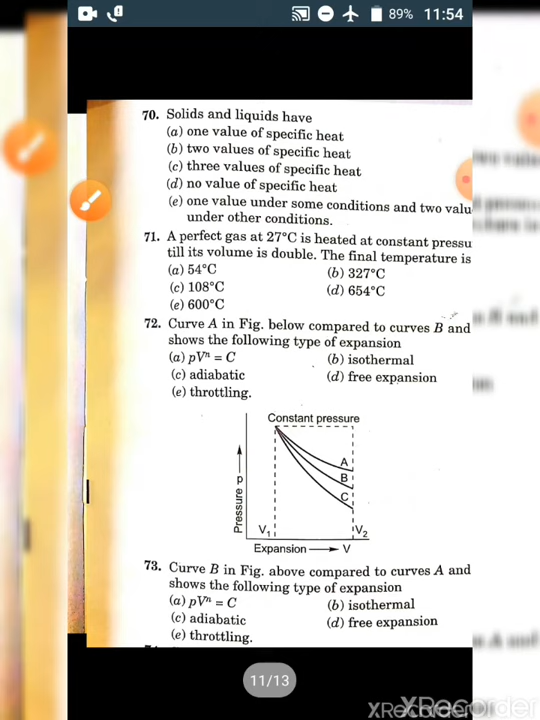 89% 11:54
70. Solids and liquids have
(a) one value of specific heat
(b) two values of specific heat
(c) three values of specific heat
(d) no value of specific heat
(e) one value under some conditions and two valu
under other conditions.
71. A perfect gas at 27°C is heated at constant pressu
till its volume is double. The final temperature is
(a) 54°C (b) 327°C
(c) 108°C (d) 654°C
(e) 600°C
72. Curve A in Fig. below compared to curves B and
shows the following type of expansion
(a) pVⁿ = C (b) isothermal
(c) adiabatic (d) free expansion
(e) throttling.
Constant pressure
A
B
C
Pressure p
V₁ V₂
Expansion V
73. Curve B in Fig. above compared to curves A and
shows the following type of expansion
(a) pVⁿ = C (b) isothermal
(c) adiabatic (d) free expansion
(e) throttling.
11/13
XRecorder